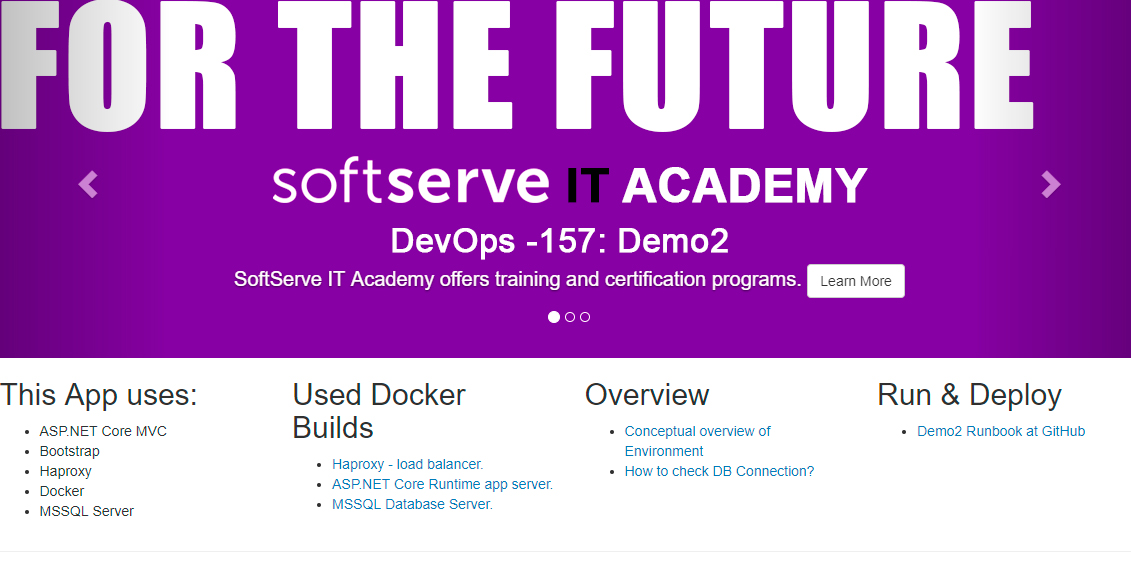 FOR THE FUTURE
softserve IT ACADEMY
DevOps -157: Demo2
SoftServe IT Academy offers training and certification programs. Learn More
This App uses:
ASP.NET Core MVC
Bootstrap
Haproxy
Docker
MSSQL Server
Used Docker
Builds
Haproxy - load balancer.
ASP.NET Core Runtime app server.
MSSQL Database Server.
Overview
Conceptual overview of
Environment
How to check DB Connection?
Run & Deploy
Demo2 Runbook at GitHub